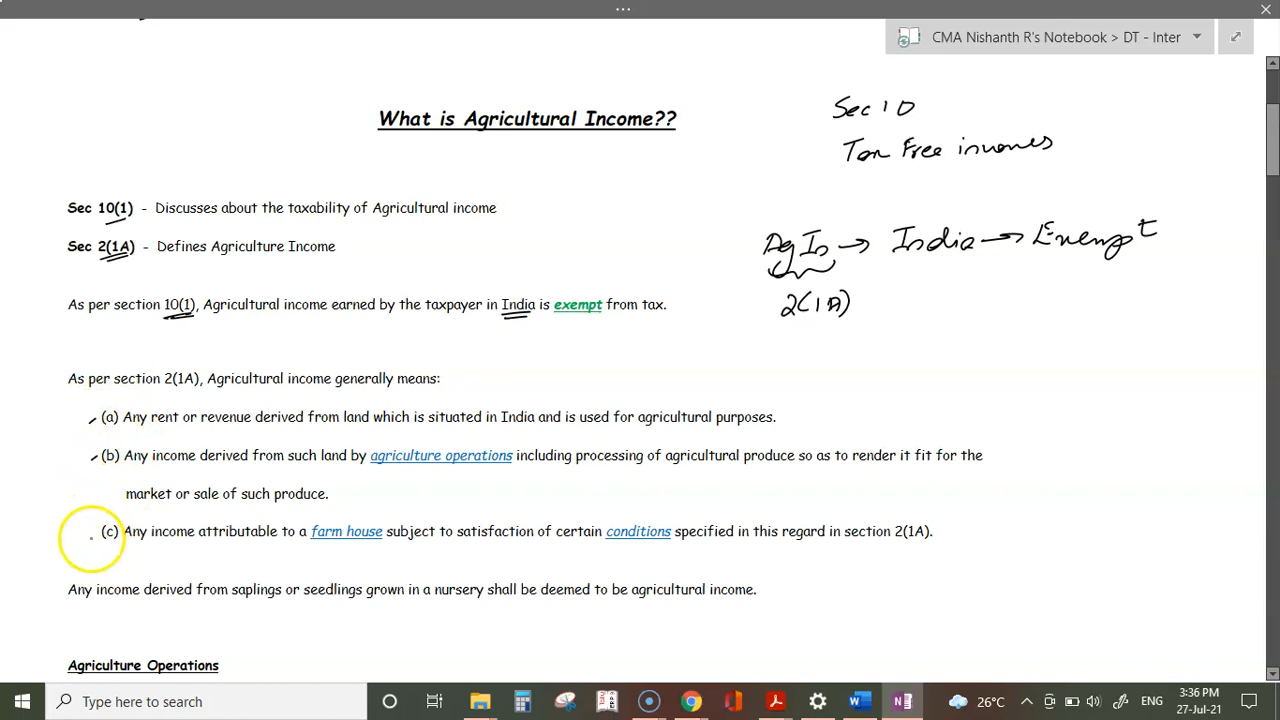 CMA Nishanth R's Notebook > DT - Inter
What is Agricultural Income??
Sec 10
Tax Free incomes
Sec 10(1) - Discusses about the taxability of Agricultural income
Sec 2(1A) - Defines Agriculture Income
Ag In → India → Exempt
2(1A)
As per section 10(1), Agricultural income earned by the taxpayer in India is exempt from tax.
As per section 2(1A), Agricultural income generally means:
(a) Any rent or revenue derived from land which is situated in India and is used for agricultural purposes.
(b) Any income derived from such land by agriculture operations including processing of agricultural produce so as to render it fit for the
market or sale of such produce.
(c) Any income attributable to a farm house subject to satisfaction of certain conditions specified in this regard in section 2(1A).
Any income derived from saplings or seedlings grown in a nursery shall be deemed to be agricultural income.
Agriculture Operations
Type here to search
26°C
ENG
3:36 PM
27-Jul-21